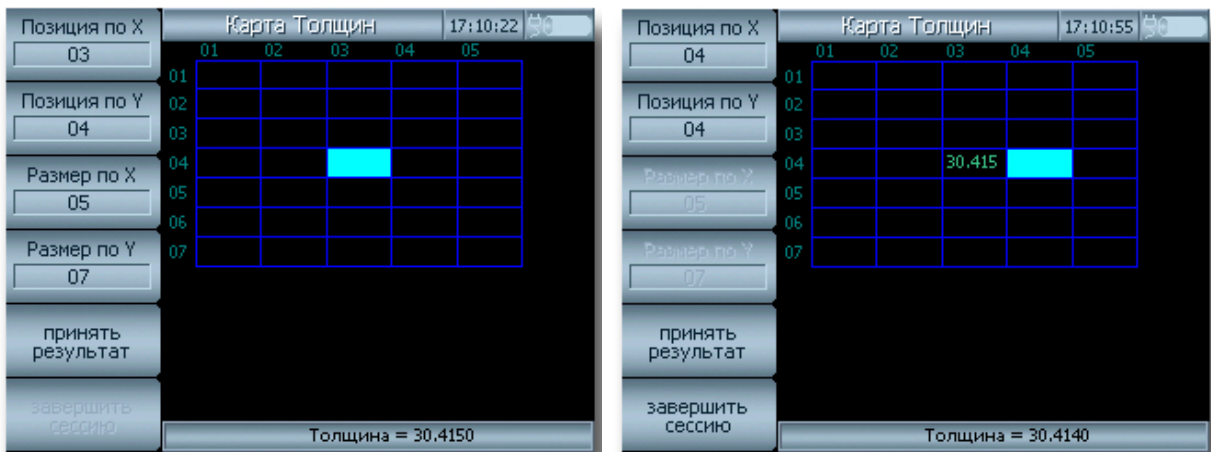 Позиция по X
03
Позиция по Y
04
Размер по X
05
Размер по Y
07
принять
результат
завершить
сессию
Карта Толщин
17:10:22
01 02 03 04 05
01
02
03
04
05
06
07
Толщина = 30.4150
Позиция по X
04
Позиция по Y
04
Размер по X
05
Размер по Y
07
принять
результат
завершить
сессию
Карта Толщин
17:10:55
01 02 03 04 05
01
02
03
04 30.415
05
06
07
Толщина = 30.4140